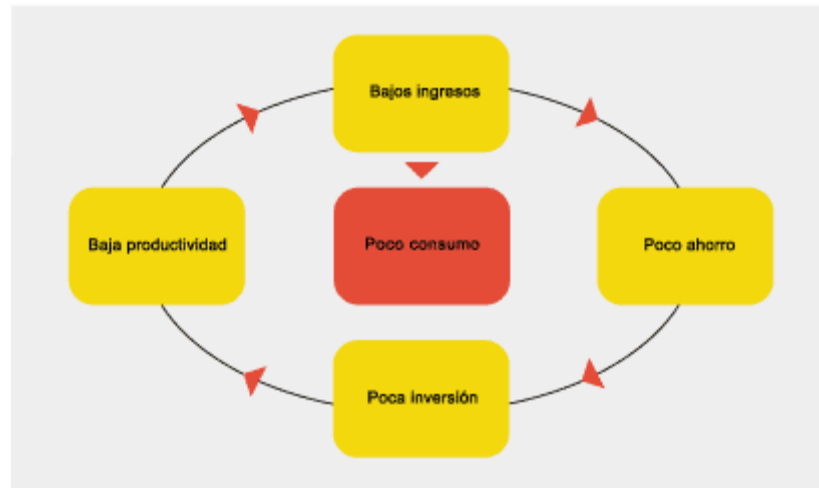 Bajos ingresos
Baja productividad
Poco consumo
Poco ahorro
Poca inversión